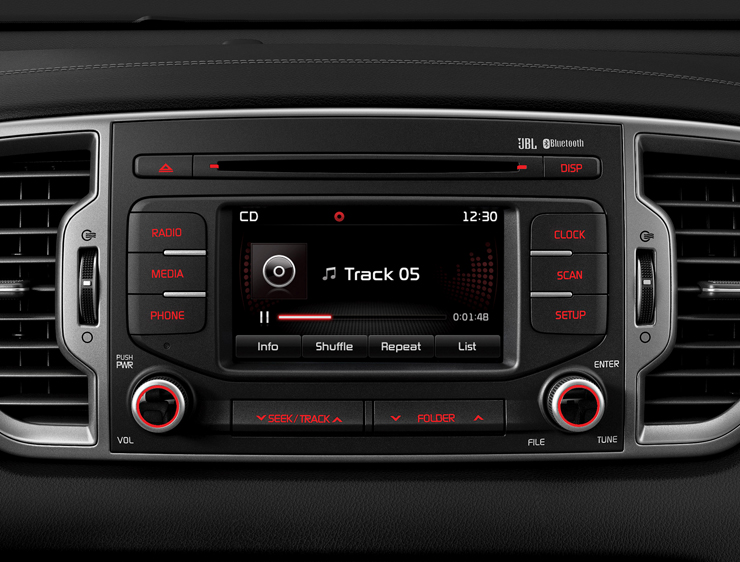 JBL Bluetooth
DISP
CD 12:30
RADIO
MEDIA
PHONE
Track 05
0:01:48
Info Shuffle Repeat List
CLOCK
SCAN
SETUP
PUSH
PWR
VOL
SEEK/TRACK
FOLDER
ENTER
FILE
TUNE